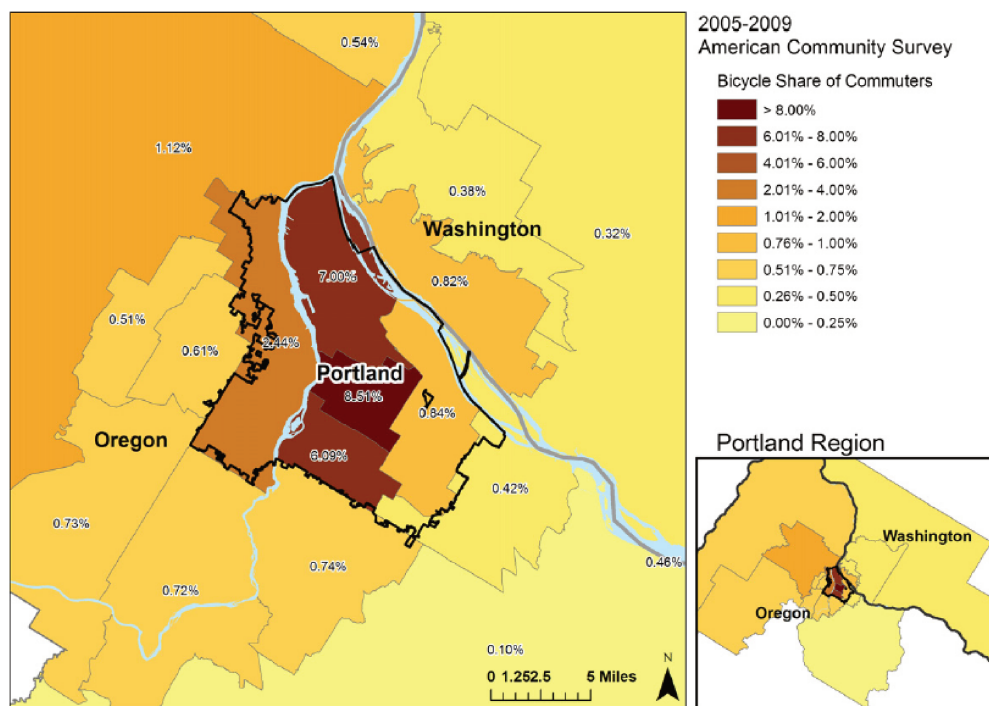 2005-2009
American Community Survey
Bicycle Share of Commuters
> 8.00%
6.01% - 8.00%
4.01% - 6.00%
2.01% - 4.00%
1.01% - 2.00%
0.76% - 1.00%
0.51% - 0.75%
0.26% - 0.50%
0.00% - 0.25%
0.54%
1.12%
0.38%
Washington
0.32%
7.00%
0.82%
0.51%
0.61%
2.44%
Portland
8.51%
0.84%
Oregon
6.09%
0.42%
0.73%
0.74%
0.46%
0.72%
0.10%
N
0 1.252.5 5 Miles
Portland Region
Washington
Oregon